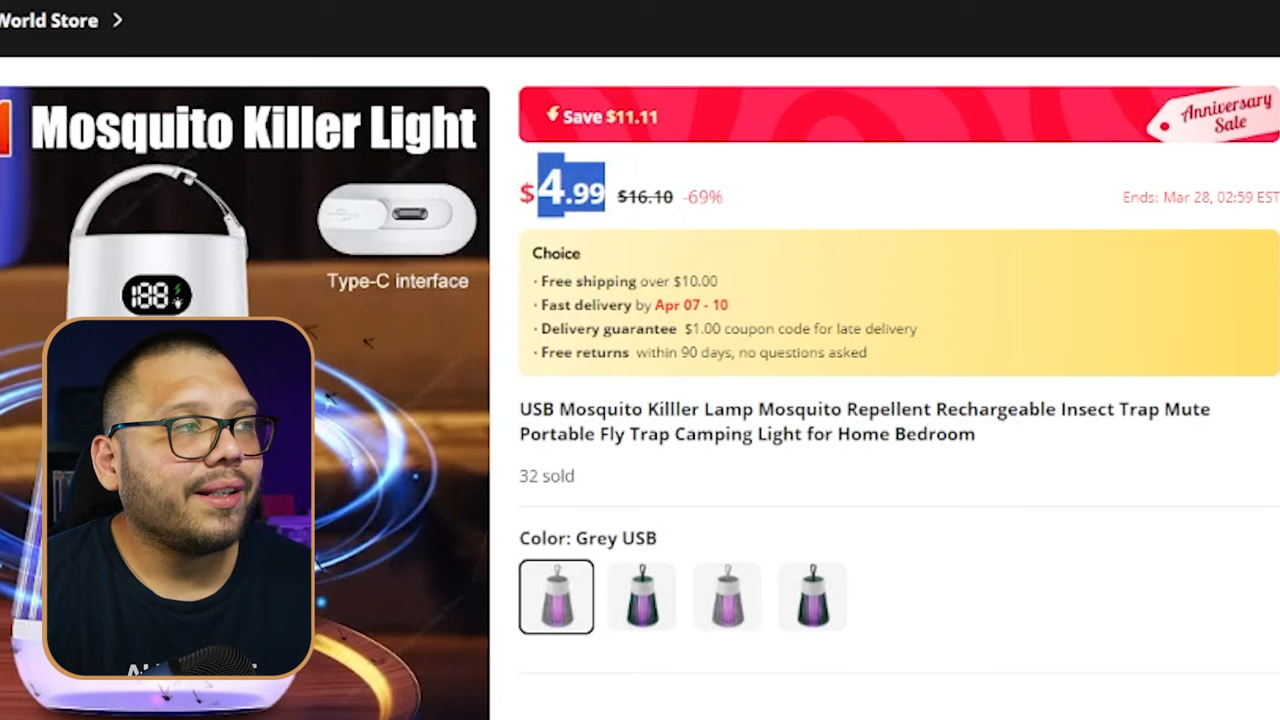 World Store >
Mosquito Killer Light
Type-C interface
188
Save $11.11
Anniversary
Sale
$4.99 $16.10 -69%
Ends: Mar 28, 02:59 EST
Choice
· Free shipping over $10.00
· Fast delivery by Apr 07 - 10
· Delivery guarantee $1.00 coupon code for late delivery
· Free returns within 90 days, no questions asked
USB Mosquito Killler Lamp Mosquito Repellent Rechargeable Insect Trap Mute
Portable Fly Trap Camping Light for Home Bedroom
32 sold
Color: Grey USB